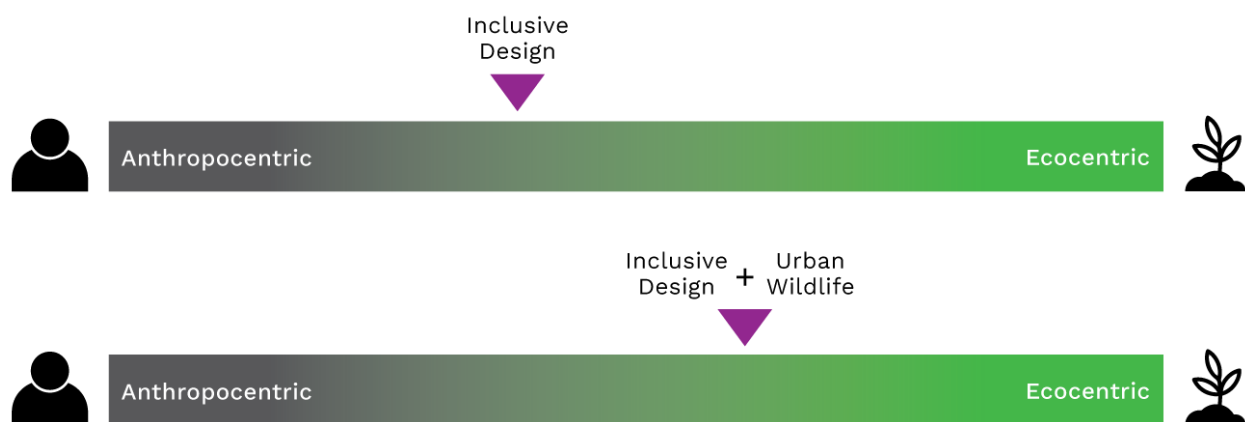 Inclusive
Design
Anthropocentric
Ecocentric
Inclusive
Design
+
Urban
Wildlife
Anthropocentric
Ecocentric